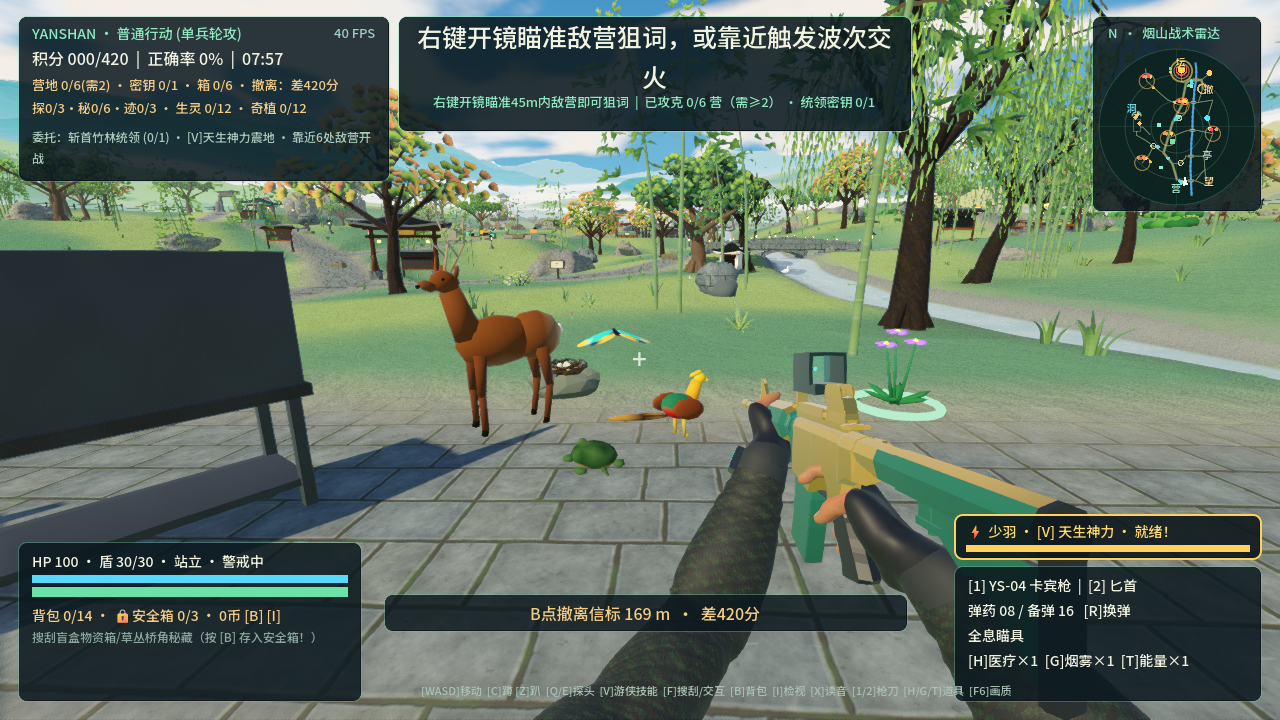 YANSHAN · 普通行动 (单兵轮攻) 40 FPS
积分 000/420 | 正确率 0% | 07:57
营地 0/6(需2) · 密钥 0/1 · 箱 0/6 · 撤离：差420分
探0/3 · 秘0/6 · 迹0/3 · 生灵 0/12 · 奇植 0/12
委托：斩首竹林统领 (0/1) · [V]天生神力震地 · 靠近6处敌营开
战
右键开镜瞄准敌营狙词，或靠近触发波次交
火
右键开镜瞄准45m内敌营即可狙词 | 已攻克 0/6 营（需≥2） · 统领密钥 0/1
N · 烟山战术雷达
撤
洞
亭
望
营
少羽 · [V] 天生神力 · 就绪！
HP 100 · 盾 30/30 · 站立 · 警戒中
背包 0/14 · 安全箱 0/3 · 0币 [B] [I]
搜刮盲盒物资箱/草丛桥角秘藏（按 [B] 存入安全箱！）
B点撤离信标 169 m · 差420分
[1] YS-04 卡宾枪 | [2] 匕首
弹药 08 / 备弹 16 [R]换弹
全息瞄具
[H]医疗×1 [G]烟雾×1 [T]能量×1
[WASD]移动 [C]蹲 [Z]趴 [Q/E]探头 [V]游侠技能 [F]搜刮/交互 [B]背包 [I]检视 [X]读音 [1/2]枪刀 [H/G/T]道具 [F6]画质